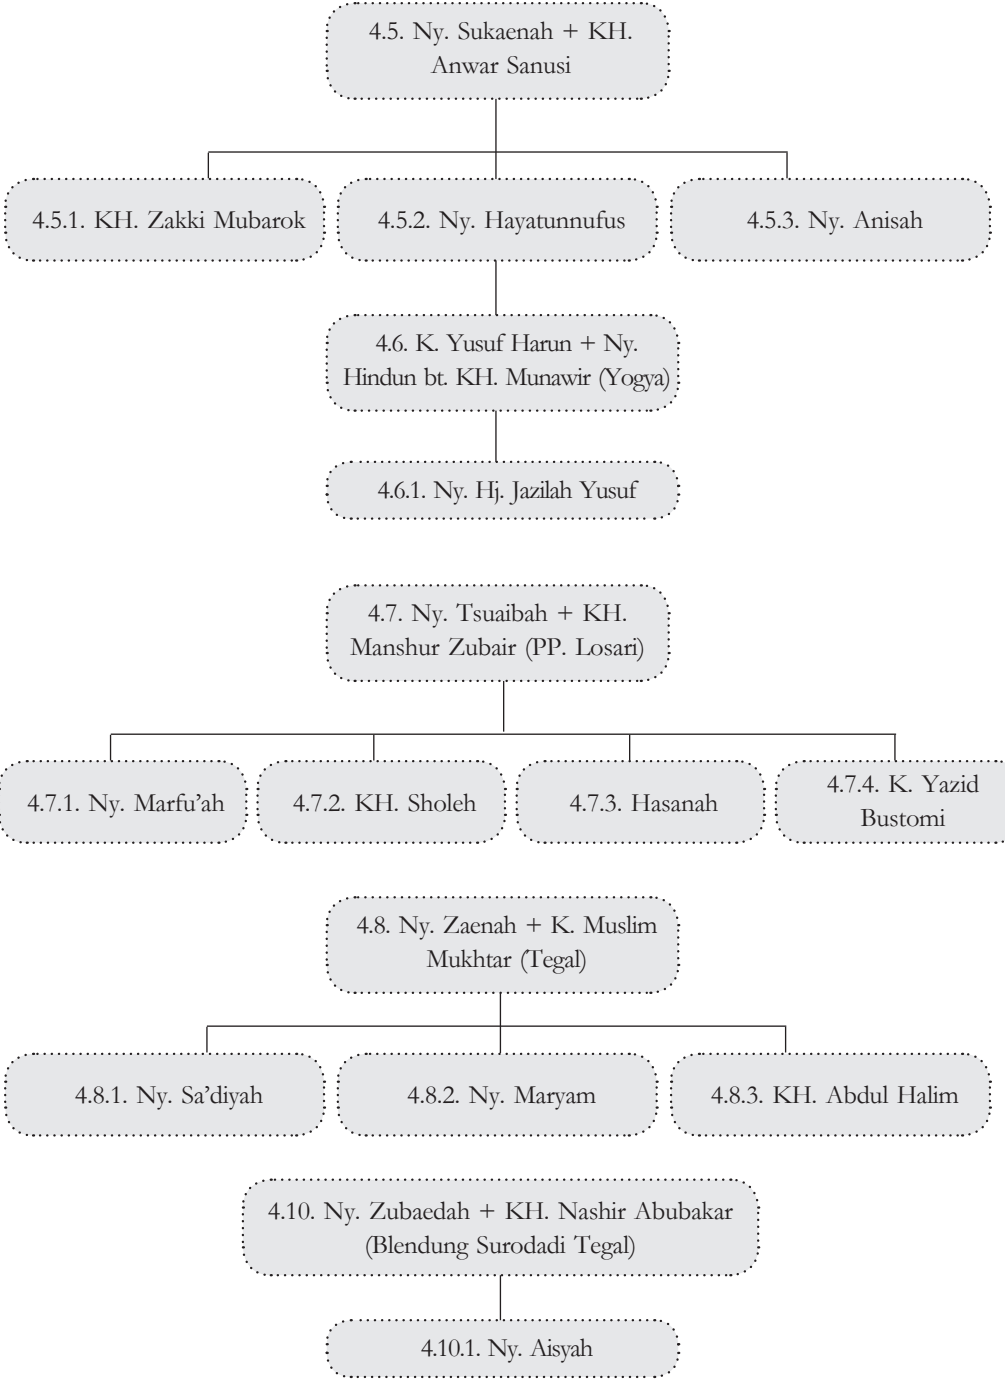 4.5. Ny. Sukaenah + KH.
Anwar Sanusi
4.5.1. KH. Zakki Mubarok
4.5.2. Ny. Hayatunnufus
4.5.3. Ny. Anisah
4.6. K. Yusuf Harun + Ny.
Hindun bt. KH. Munawir (Yogya)
4.6.1. Ny. Hj. Jazilah Yusuf
4.7. Ny. Tsuaibah + KH.
Manshur Zubair (PP. Losari)
4.7.1. Ny. Marfu’ah
4.7.2. KH. Sholeh
4.7.3. Hasanah
4.7.4. K. Yazid
Bustomi
4.8. Ny. Zaenah + K. Muslim
Mukhtar (Tegal)
4.8.1. Ny. Sa’diyah
4.8.2. Ny. Maryam
4.8.3. KH. Abdul Halim
4.10. Ny. Zubaedah + KH. Nashir Abubakar
(Blendung Surodadi Tegal)
4.10.1. Ny. Aisyah